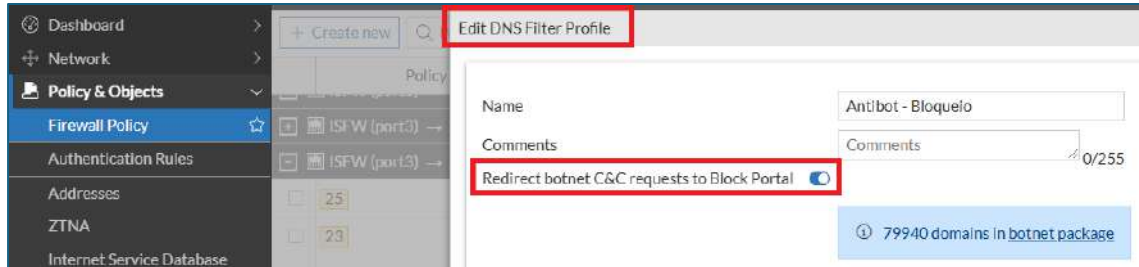 Dashboard
Network
Policy & Objects
Firewall Policy
Authentication Rules
Addresses
ZTNA
Internet Service Database
+ Create new
Policy
ISFW (port3) →
ISFW (port3) →
25
23
Edit DNS Filter Profile
Name
Antibot - Bloqueio
Comments
Comments
0/255
Redirect botnet C&C requests to Block Portal
79940 domains in botnet package